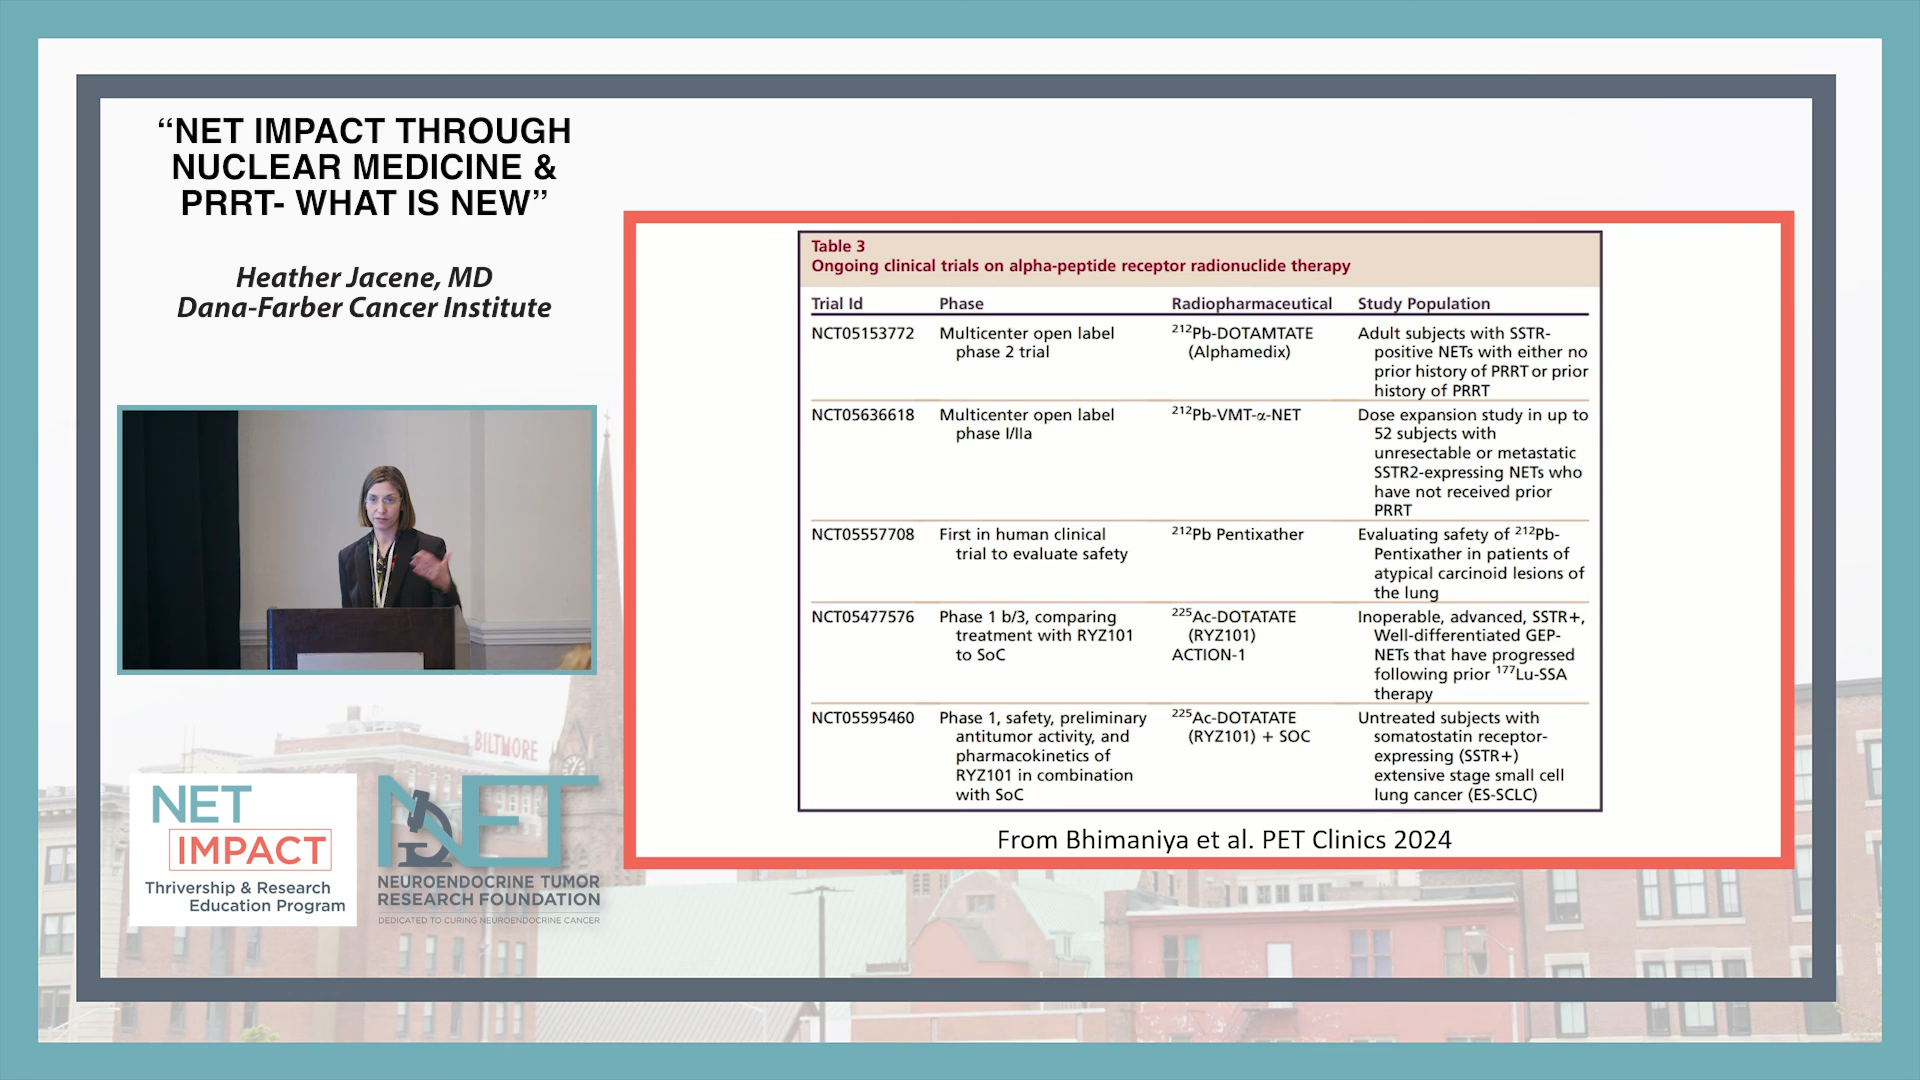 “NET IMPACT THROUGH
NUCLEAR MEDICINE &
PRRT- WHAT IS NEW”
Heather Jacene, MD
Dana-Farber Cancer Institute
Table 3
Ongoing clinical trials on alpha-peptide receptor radionuclide therapy
Trial Id Phase Radiopharmaceutical Study Population
NCT05153772 Multicenter open label ²¹²Pb-DOTAMTATE Adult subjects with SSTR-
phase 2 trial (Alphamedix) positive NETs with either no
prior history of PRRT or prior
history of PRRT
NCT05636618 Multicenter open label ²¹²Pb-VMT-α-NET Dose expansion study in up to
phase I/IIa 52 subjects with
unresectable or metastatic
SSTR2-expressing NETs who
have not received prior
PRRT
NCT05557708 First in human clinical ²¹²Pb Pentixather Evaluating safety of ²¹²Pb-
trial to evaluate safety Pentixather in patients of
atypical carcinoid lesions of
the lung
NCT05477576 Phase 1 b/3, comparing ²²⁵Ac-DOTATATE Inoperable, advanced, SSTR+,
treatment with RYZ101 (RYZ101) Well-differentiated GEP-
to SoC ACTION-1 NETs that have progressed
following prior ¹⁷⁷Lu-SSA
therapy
NCT05595460 Phase 1, safety, preliminary ²²⁵Ac-DOTATATE Untreated subjects with
antitumor activity, and (RYZ101) + SOC somatostatin receptor-
pharmacokinetics of expressing (SSTR+)
RYZ101 in combination extensive stage small cell
with SoC lung cancer (ES-SCLC)
From Bhimaniya et al. PET Clinics 2024
BILTMORE
NET
IMPACT
Thrivership & Research
Education Program
NET
NEUROENDOCRINE TUMOR
RESEARCH FOUNDATION
DEDICATED TO CURING NEUROENDOCRINE CANCER